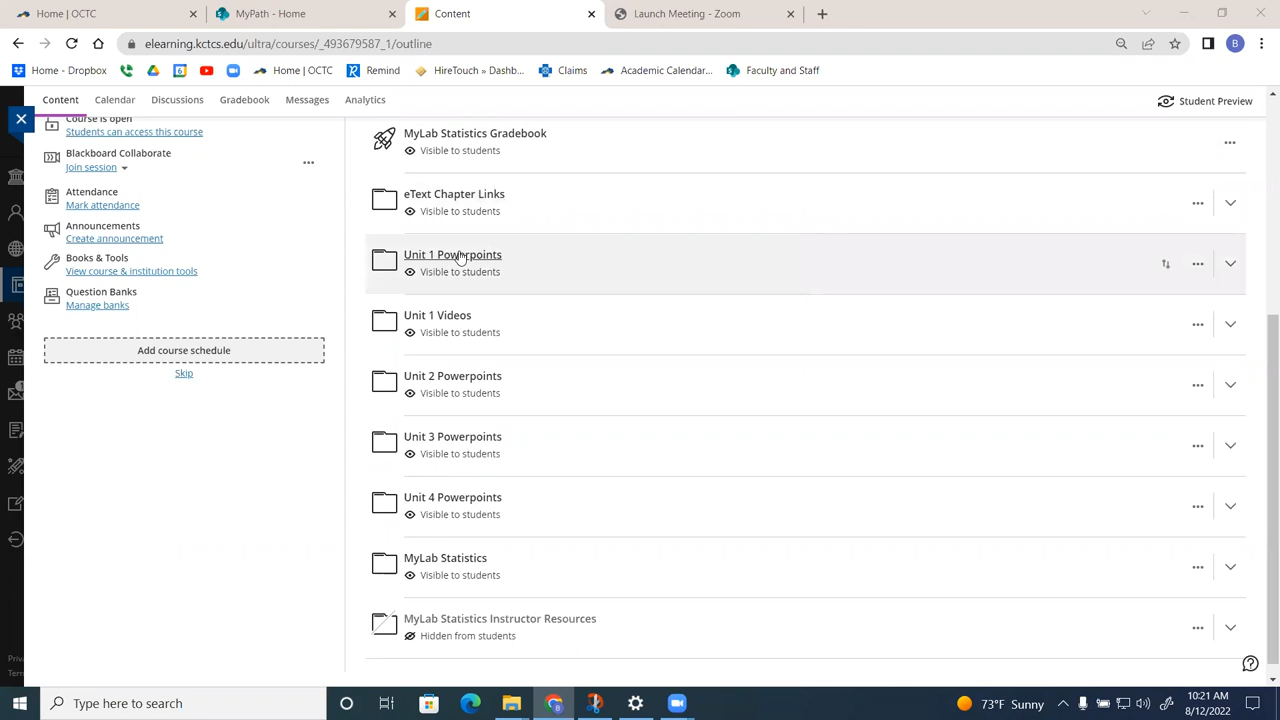 OCTC - Home
MyPath - Home
Content
Launch Meeting - Zoom
elearning.kctcs.edu/ultra/courses/_493679587_1/outline
B
Home - Dropbox
Home | OCTC
Remind
HireTouch » Dashb...
Claims
Academic Calendar...
Faculty and Staff
Content
Calendar
Discussions
Gradebook
Messages
Analytics
Student Preview
Course is open
Students can access this course
Blackboard Collaborate
Join session
Attendance
Mark attendance
Announcements
Create announcement
Books & Tools
View course & institution tools
Question Banks
Manage banks
Add course schedule
Skip
MyLab Statistics Gradebook
Visible to students
eText Chapter Links
Visible to students
Unit 1 Powerpoints
Visible to students
Unit 1 Videos
Visible to students
Unit 2 Powerpoints
Visible to students
Unit 3 Powerpoints
Visible to students
Unit 4 Powerpoints
Visible to students
MyLab Statistics
Visible to students
MyLab Statistics Instructor Resources
Hidden from students
Priv
Term
Type here to search
73°F Sunny
10:21 AM
8/12/2022